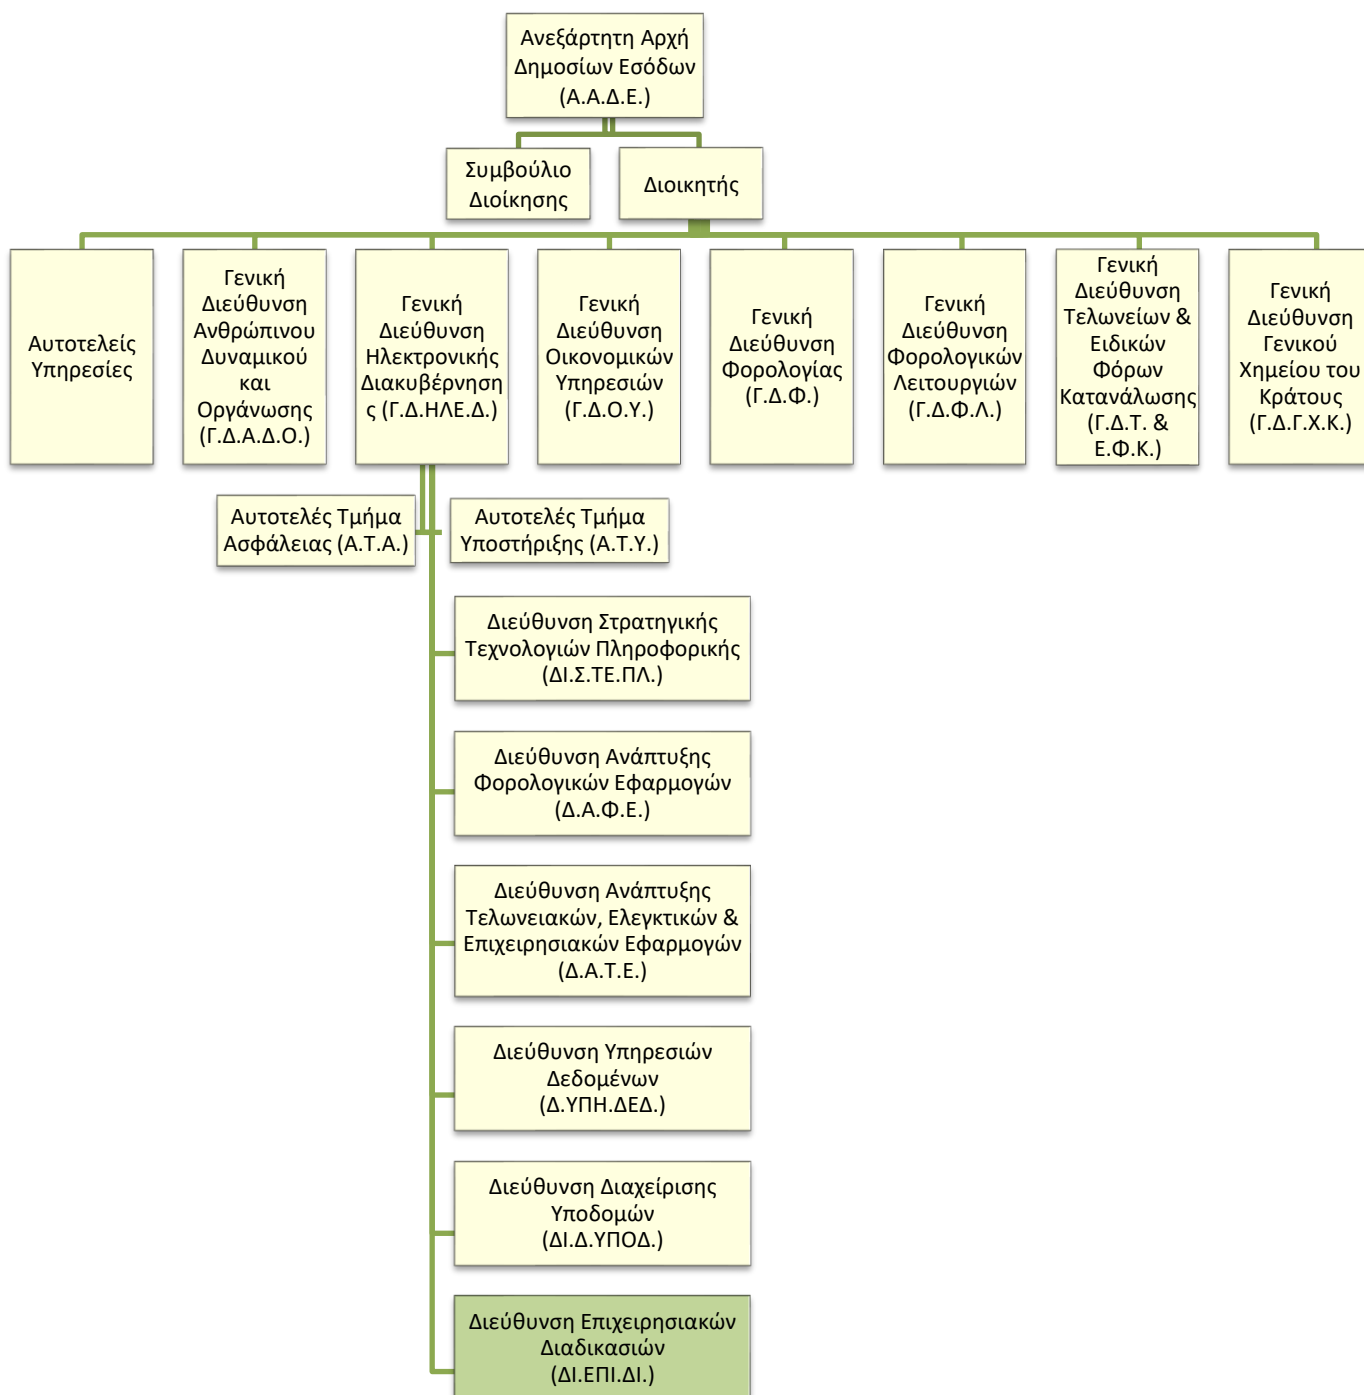 Ανεξάρτητη Αρχή
Δημοσίων Εσόδων
(Α.Α.Δ.Ε.)
Συμβούλιο
Διοίκησης
Διοικητής
Αυτοτελείς
Υπηρεσίες
Γενική
Διεύθυνση
Ανθρώπινου
Δυναμικού
και
Οργάνωσης
(Γ.Δ.Α.Δ.Ο.)
Γενική
Διεύθυνση
Ηλεκτρονικής
Διακυβέρνηση
ς (Γ.Δ.ΗΛΕ.Δ.)
Γενική
Διεύθυνση
Οικονομικών
Υπηρεσιών
(Γ.Δ.Ο.Υ.)
Γενική
Διεύθυνση
Φορολογίας
(Γ.Δ.Φ.)
Γενική
Διεύθυνση
Φορολογικών
Λειτουργιών
(Γ.Δ.Φ.Λ.)
Γενική
Διεύθυνση
Τελωνείων &
Ειδικών
Φόρων
Κατανάλωσης
(Γ.Δ.Τ. &
Ε.Φ.Κ.)
Γενική
Διεύθυνση
Γενικού
Χημείου του
Κράτους
(Γ.Δ.Γ.Χ.Κ.)
Αυτοτελές Τμήμα
Ασφάλειας (Α.Τ.Α.)
Αυτοτελές Τμήμα
Υποστήριξης (Α.Τ.Υ.)
Διεύθυνση Στρατηγικής
Τεχνολογιών Πληροφορικής
(ΔΙ.Σ.ΤΕ.ΠΛ.)
Διεύθυνση Ανάπτυξης
Φορολογικών Εφαρμογών
(Δ.Α.Φ.Ε.)
Διεύθυνση Ανάπτυξης
Τελωνειακών, Ελεγκτικών &
Επιχειρησιακών Εφαρμογών
(Δ.Α.Τ.Ε.)
Διεύθυνση Υπηρεσιών
Δεδομένων
(Δ.ΥΠΗ.ΔΕΔ.)
Διεύθυνση Διαχείρισης
Υποδομών
(ΔΙ.Δ.ΥΠΟΔ.)
Διεύθυνση Επιχειρησιακών
Διαδικασιών
(ΔΙ.ΕΠΙ.ΔΙ.)